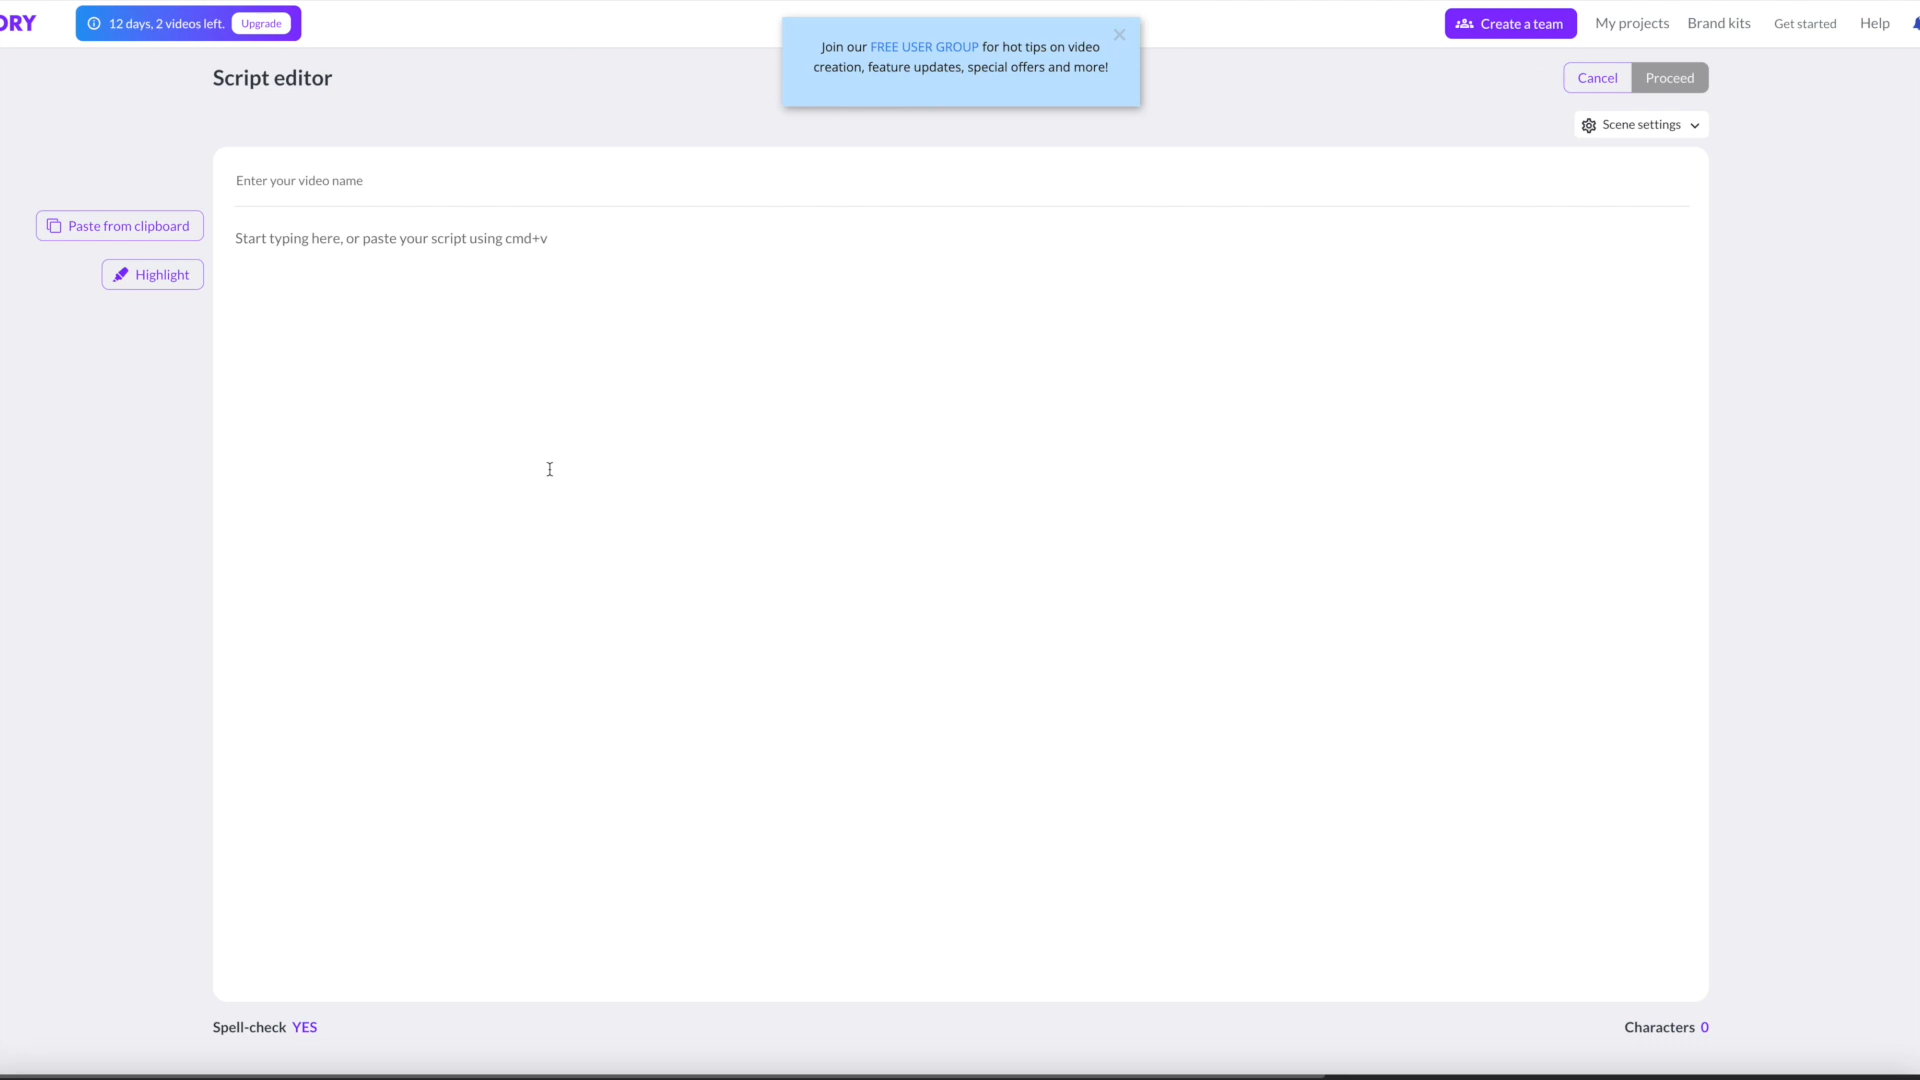 ORY
12 days, 2 videos left. Upgrade
Join our FREE USER GROUP for hot tips on video
creation, feature updates, special offers and more!
Create a team
My projects
Brand kits
Get started
Help
Script editor
Cancel
Proceed
Scene settings
Enter your video name
Paste from clipboard
Start typing here, or paste your script using cmd+v
Highlight
Spell-check YES
Characters 0